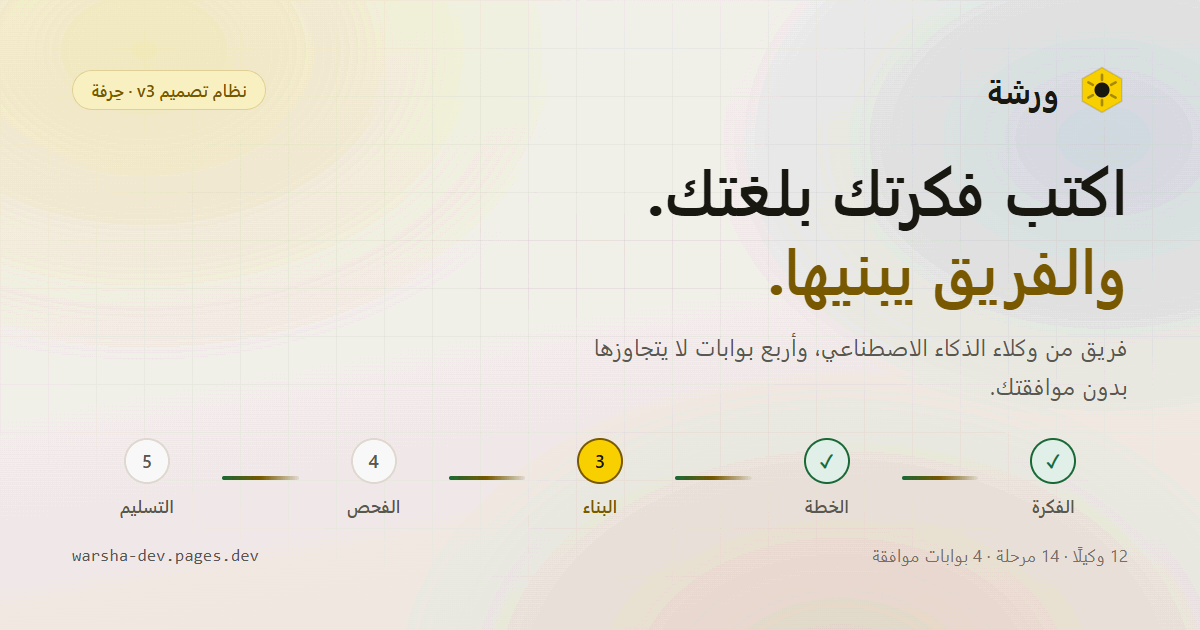 ورشة
نظام تصميم v3 · حِرفة
اكتب فكرتك بلغتك.
والفريق يبنيها.
فريق من وكلاء الذكاء الاصطناعي، وأربع بوابات لا يتجاوزها
بدون موافقتك.
✓ ✓ 3 4 5
الفكرة الخطة البناء الفحص التسليم
12 وكيلًا · 14 مرحلة · 4 بوابات موافقة
warsha-dev.pages.dev